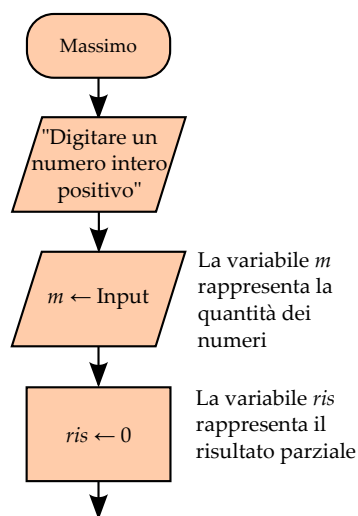 Massimo
"Digitare un
numero intero
positivo"
m ← Input
La variabile m
rappresenta la
quantità dei
numeri
ris ← 0
La variabile ris
rappresenta il
risultato parziale